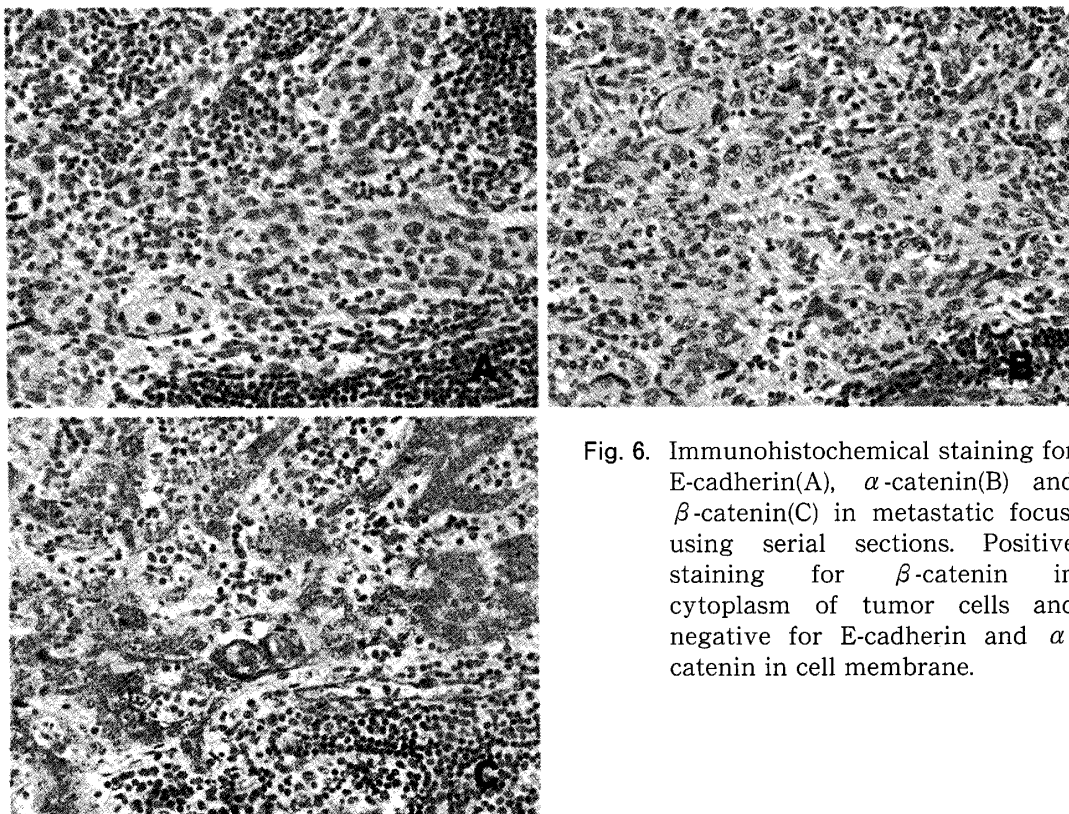 A
B
C
Fig. 6. Immunohistochemical staining for
E-cadherin(A), α-catenin(B) and
β-catenin(C) in metastatic focus
using serial sections. Positive
staining for β-catenin in
cytoplasm of tumor cells and
negative for E-cadherin and α
catenin in cell membrane.